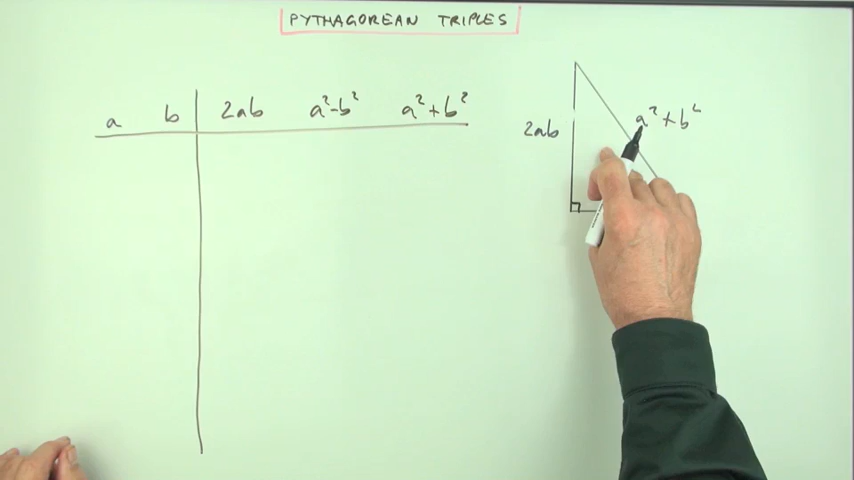 PYTHAGOREAN TRIPLES
a b 2ab a²-b² a²+b²
2ab a²+b²